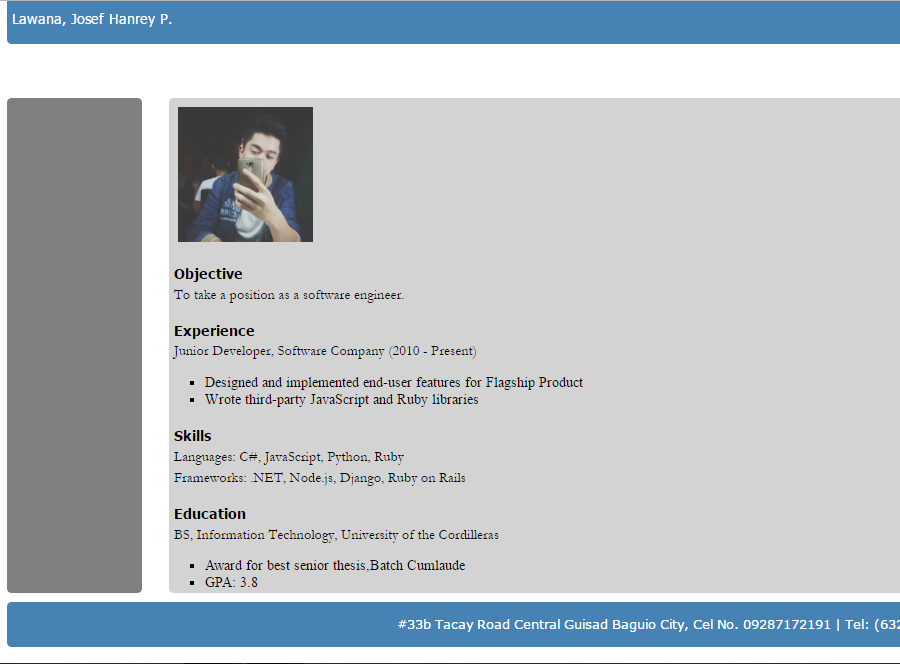 Lawana, Josef Hanrey P.
Objective
To take a position as a software engineer.
Experience
Junior Developer, Software Company (2010 - Present)
Designed and implemented end-user features for Flagship Product
Wrote third-party JavaScript and Ruby libraries
Skills
Languages: C#, JavaScript, Python, Ruby
Frameworks: .NET, Node.js, Django, Ruby on Rails
Education
BS, Information Technology, University of the Cordilleras
Award for best senior thesis,Batch Cumlaude
GPA: 3.8
#33b Tacay Road Central Guisad Baguio City, Cel No. 09287172191 | Tel: (632